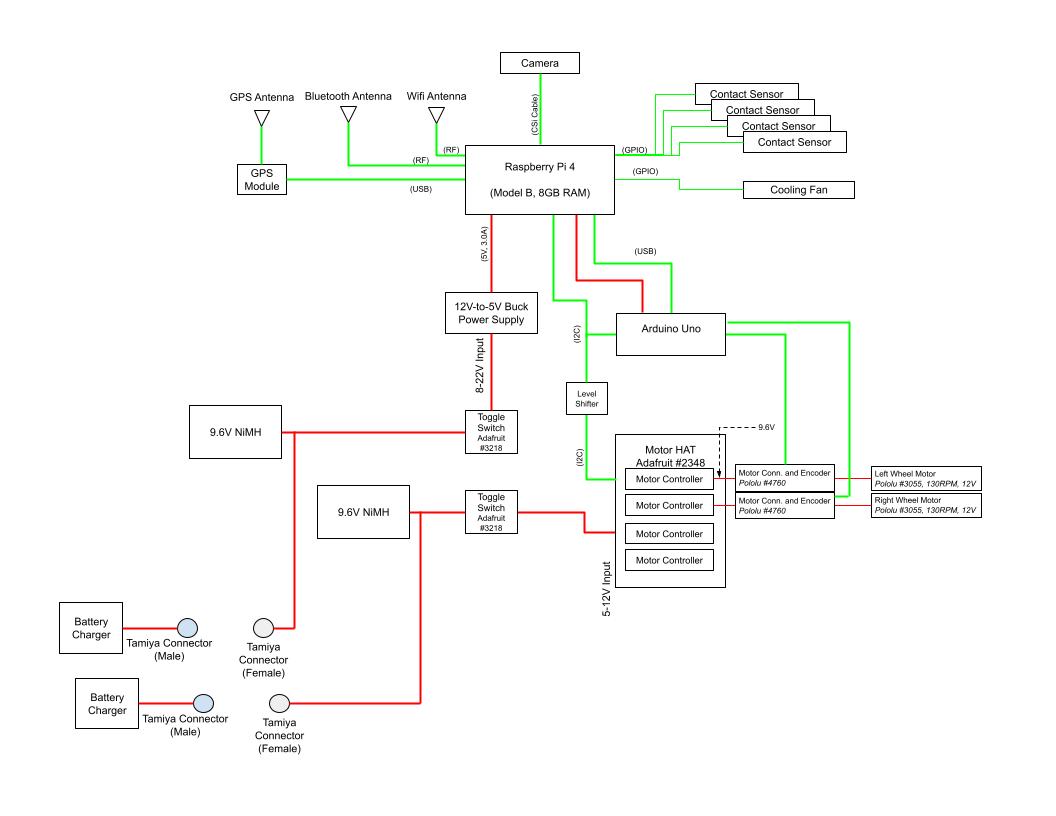 Camera
GPS Antenna
Bluetooth Antenna
Wifi Antenna
(CSI Cable)
Contact Sensor
Contact Sensor
Contact Sensor
Contact Sensor
(RF)
(RF)
(USB)
GPS
Module
Raspberry Pi 4
(Model B, 8GB RAM)
(GPIO)
(GPIO)
Cooling Fan
(5V, 3.0A)
(USB)
12V-to-5V Buck
Power Supply
Arduino Uno
(I2C)
8-22V Input
Level
Shifter
9.6V NiMH
Toggle
Switch
Adafruit
#3218
(I2C)
9.6V
Motor HAT
Adafruit #2348
Motor Controller
Motor Controller
Motor Controller
Motor Controller
Motor Conn. and Encoder
Pololu #4760
Motor Conn. and Encoder
Pololu #4760
Left Wheel Motor
Pololu #3055, 130RPM, 12V
Right Wheel Motor
Pololu #3055, 130RPM, 12V
9.6V NiMH
Toggle
Switch
Adafruit
#3218
5-12V Input
Battery
Charger
Tamiya Connector
(Male)
Tamiya
Connector
(Female)
Battery
Charger
Tamiya Connector
(Male)
Tamiya
Connector
(Female)